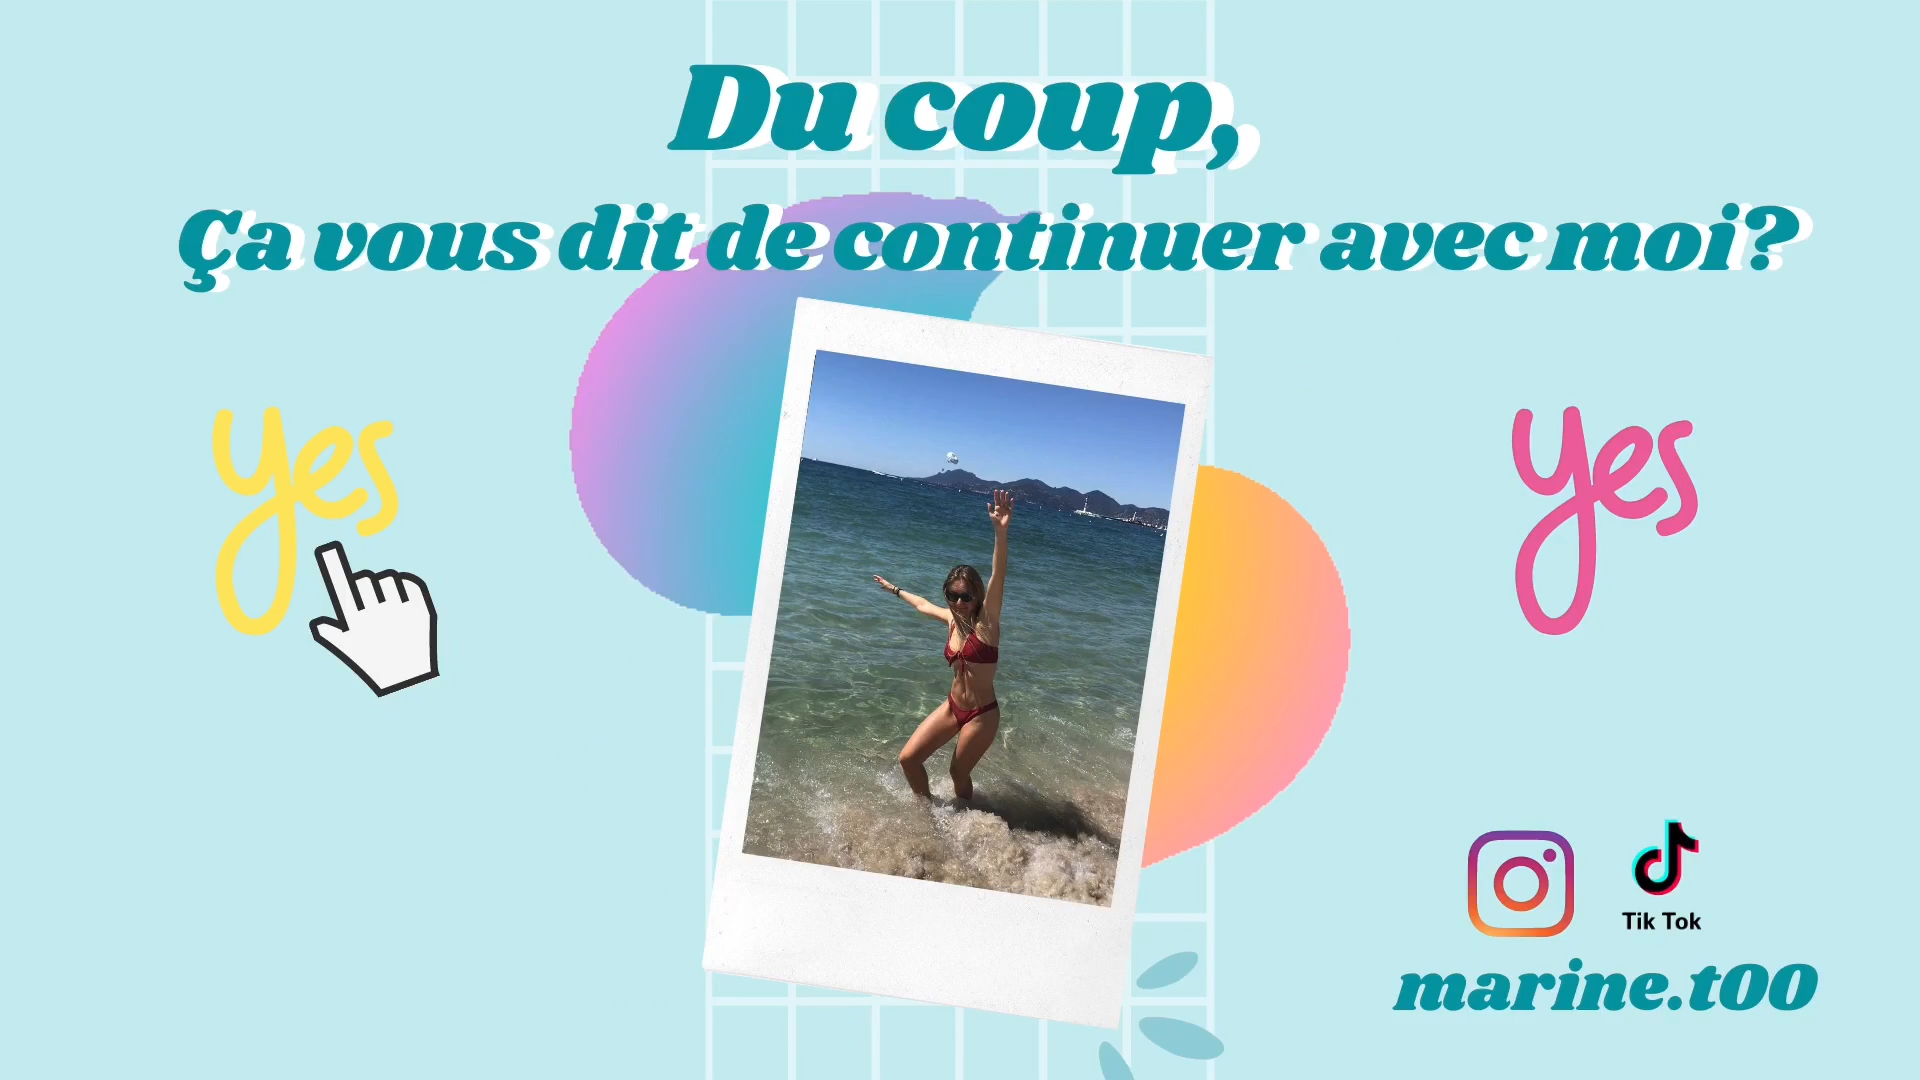 Du coup,
Ça vous dit de continuer avec moi?
yes
yes
Tik Tok
marine.t00